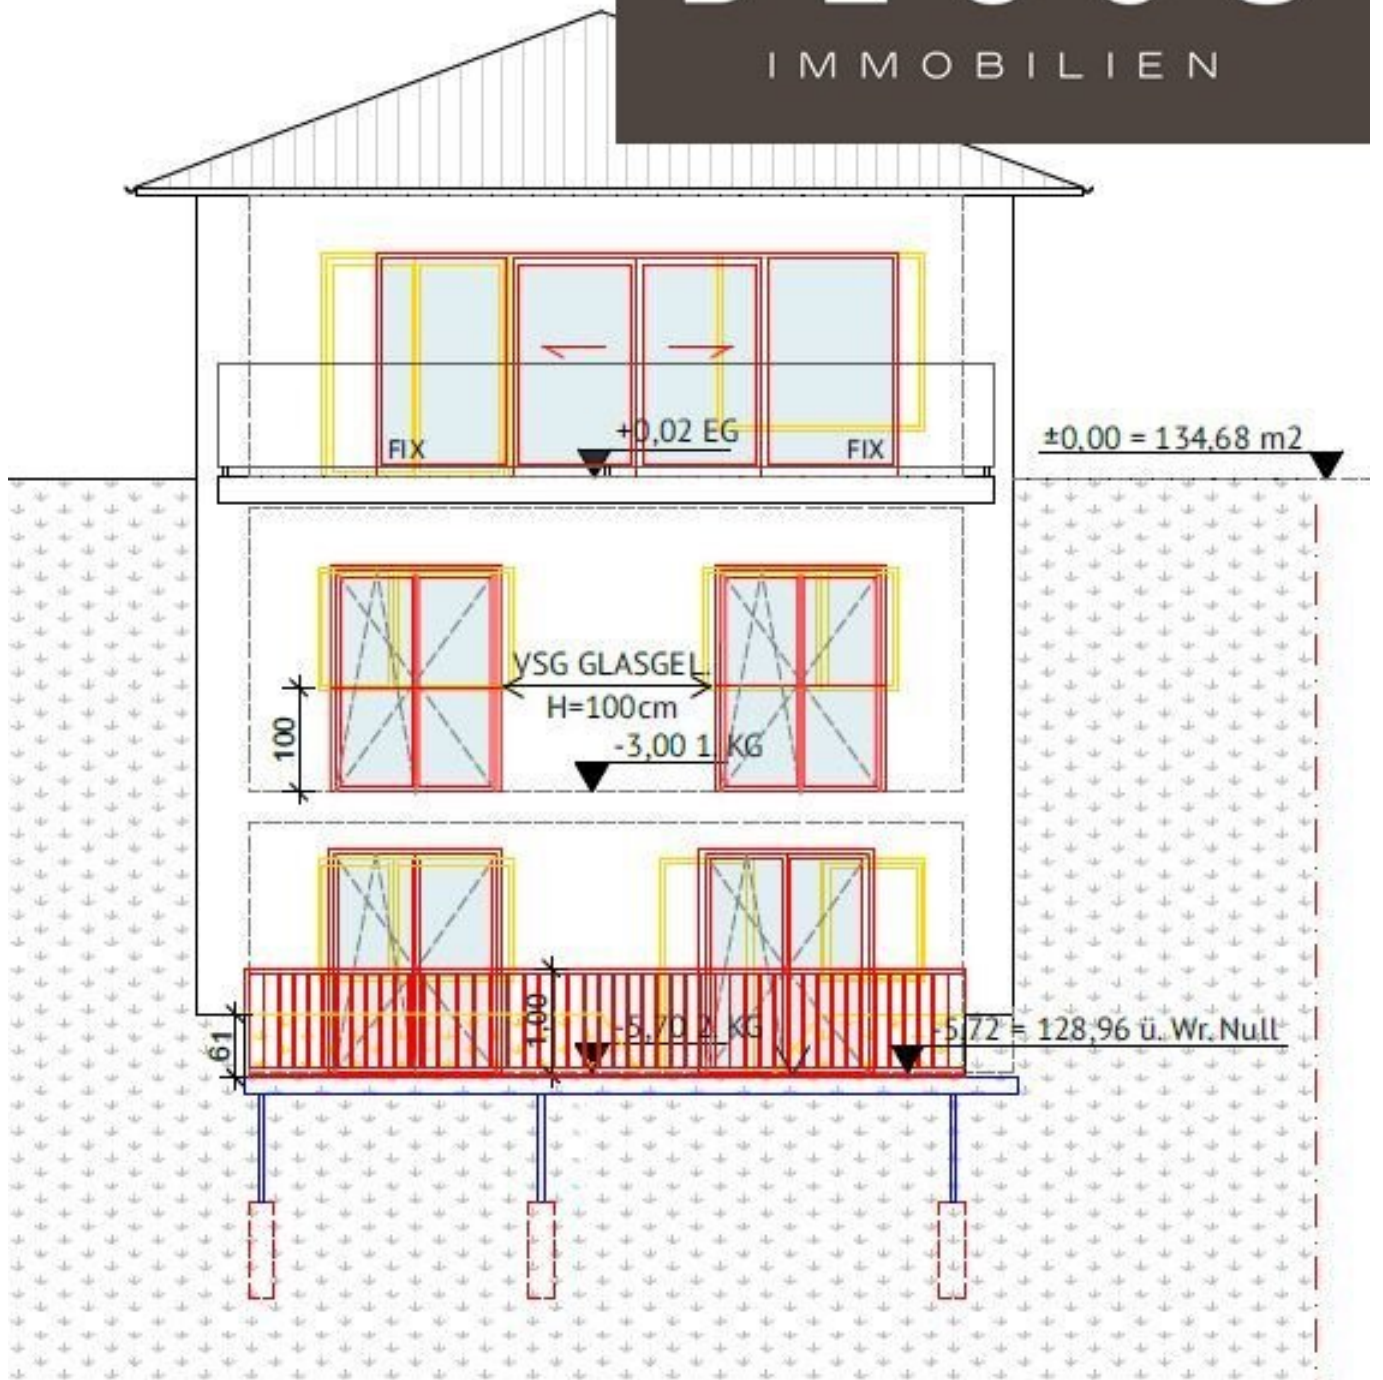 IMMOBILIEN
+0,02 EG
FIX
FIX
±0,00 = 134,68 m2
VSG GLASGEL.
H=100cm
100
-3,00 1. KG
1,00
-5,70 2. KG
-5,72 = 128,96 ü. Wr. Null
61